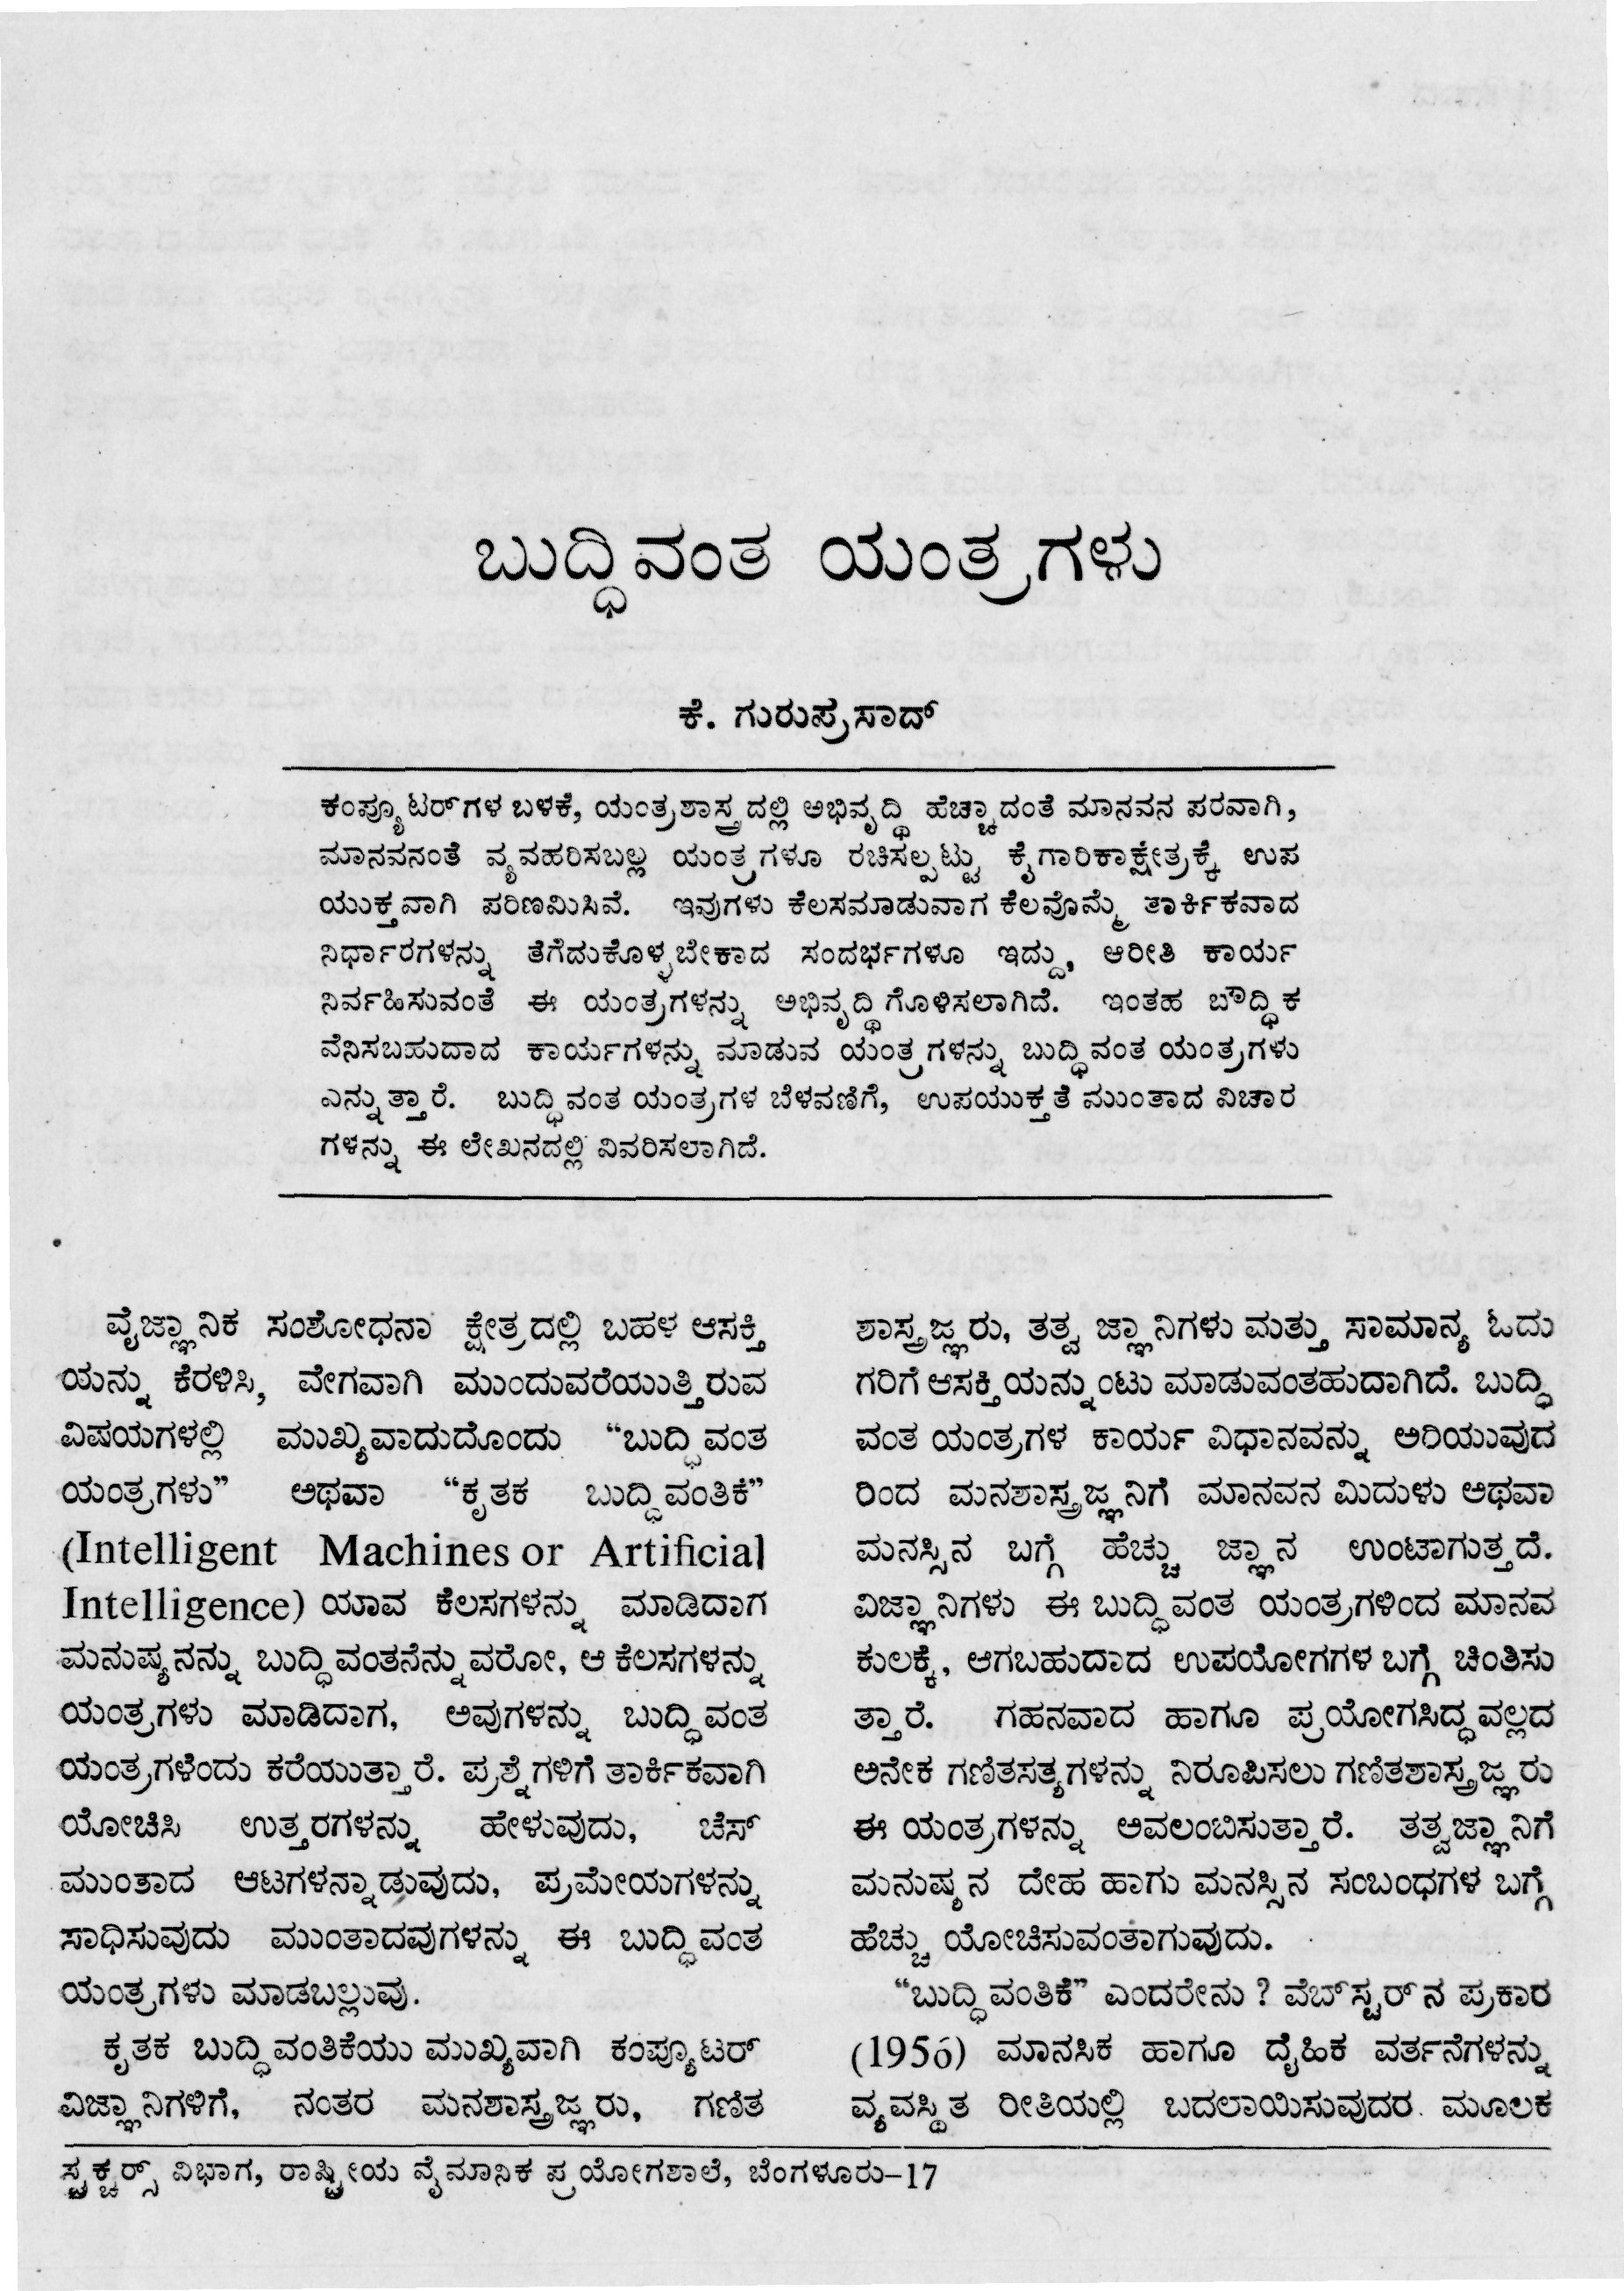 ಬುದ್ಧಿವಂತ ಯಂತ್ರಗಳು
ಕೆ. ಗುರುಪ್ರಸಾದ್
ಕಂಪ್ಯೂಟರ್‌ಗಳ ಬಳಕೆ, ಯಂತ್ರಶಾಸ್ತ್ರದಲ್ಲಿ ಅಭಿವೃದ್ಧಿ ಹೆಚ್ಚಾದಂತೆ ಮಾನವನ ಪರವಾಗಿ,
ಮಾನವನಂತೆ ವ್ಯವಹರಿಸಬಲ್ಲ ಯಂತ್ರಗಳೂ ರಚಿಸಲ್ಪಟ್ಟು ಕೈಗಾರಿಕಾಕ್ಷೇತ್ರಕ್ಕೆ ಉಪ
ಯುಕ್ತವಾಗಿ ಪರಿಣಮಿಸಿವೆ. ಇವುಗಳು ಕೆಲಸಮಾಡುವಾಗ ಕೆಲವೊಮ್ಮೆ ತಾರ್ಕಿಕವಾದ
ನಿರ್ಧಾರಗಳನ್ನು ತೆಗೆದುಕೊಳ್ಳಬೇಕಾದ ಸಂದರ್ಭಗಳೂ ಇದ್ದು, ಆರೀತಿ ಕಾರ್ಯ
ನಿರ್ವಹಿಸುವಂತೆ ಈ ಯಂತ್ರಗಳನ್ನು ಅಭಿವೃದ್ಧಿಗೊಳಿಸಲಾಗಿದೆ. ಇಂತಹ ಬೌದ್ಧಿಕ
ವೆನಿಸಬಹುದಾದ ಕಾರ್ಯಗಳನ್ನು ಮಾಡುವ ಯಂತ್ರಗಳನ್ನು ಬುದ್ಧಿವಂತ ಯಂತ್ರಗಳು
ಎನ್ನುತ್ತಾರೆ. ಬುದ್ಧಿವಂತ ಯಂತ್ರಗಳ ಬೆಳವಣಿಗೆ, ಉಪಯುಕ್ತತೆ ಮುಂತಾದ ವಿಚಾರ
ಗಳನ್ನು ಈ ಲೇಖನದಲ್ಲಿ ವಿವರಿಸಲಾಗಿದೆ.
ವೈಜ್ಞಾನಿಕ ಸಂಶೋಧನಾ ಕ್ಷೇತ್ರದಲ್ಲಿ ಬಹಳ ಆಸಕ್ತಿ
ಯನ್ನು ಕೆರಳಿಸಿ, ವೇಗವಾಗಿ ಮುಂದುವರೆಯುತ್ತಿರುವ
ವಿಷಯಗಳಲ್ಲಿ ಮುಖ್ಯವಾದುದೊಂದು “ಬುದ್ಧಿವಂತ
ಯಂತ್ರಗಳು” ಅಥವಾ “ಕೃತಕ ಬುದ್ಧಿವಂತಿಕೆ”
(Intelligent Machines or Artificial
Intelligence) ಯಾವ ಕೆಲಸಗಳನ್ನು ಮಾಡಿದಾಗ
ಮನುಷ್ಯನನ್ನು ಬುದ್ಧಿವಂತನೆನ್ನುವರೋ, ಆ ಕೆಲಸಗಳನ್ನು
ಯಂತ್ರಗಳು ಮಾಡಿದಾಗ, ಅವುಗಳನ್ನು ಬುದ್ಧಿವಂತ
ಯಂತ್ರಗಳೆಂದು ಕರೆಯುತ್ತಾರೆ. ಪ್ರಶ್ನೆಗಳಿಗೆ ತಾರ್ಕಿಕವಾಗಿ
ಯೋಚಿಸಿ ಉತ್ತರಗಳನ್ನು ಹೇಳುವುದು, ಚೆಸ್
ಮುಂತಾದ ಆಟಗಳನ್ನಾಡುವುದು, ಪ್ರಮೇಯಗಳನ್ನು
ಸಾಧಿಸುವುದು ಮುಂತಾದವುಗಳನ್ನು ಈ ಬುದ್ಧಿವಂತ
ಯಂತ್ರಗಳು ಮಾಡಬಲ್ಲುವು.
ಕೃತಕ ಬುದ್ಧಿವಂತಿಕೆಯು ಮುಖ್ಯವಾಗಿ ಕಂಪ್ಯೂಟರ್
ವಿಜ್ಞಾನಿಗಳಿಗೆ, ನಂತರ ಮನಶಾಸ್ತ್ರಜ್ಞರು, ಗಣಿತ
ಶಾಸ್ತ್ರಜ್ಞರು, ತತ್ವ ಜ್ಞಾನಿಗಳು ಮತ್ತು ಸಾಮಾನ್ಯ ಓದು
ಗರಿಗೆ ಆಸಕ್ತಿಯನ್ನುಂಟು ಮಾಡುವಂತಹುದಾಗಿದೆ. ಬುದ್ಧಿ
ವಂತ ಯಂತ್ರಗಳ ಕಾರ್ಯ ವಿಧಾನವನ್ನು ಅರಿಯುವುದ
ರಿಂದ ಮನಶಾಸ್ತ್ರಜ್ಞನಿಗೆ ಮಾನವನ ಮಿದುಳು ಅಥವಾ
ಮನಸ್ಸಿನ ಬಗ್ಗೆ ಹೆಚ್ಚು ಜ್ಞಾನ ಉಂಟಾಗುತ್ತದೆ.
ವಿಜ್ಞಾನಿಗಳು ಈ ಬುದ್ಧಿವಂತ ಯಂತ್ರಗಳಿಂದ ಮಾನವ
ಕುಲಕ್ಕೆ, ಆಗಬಹುದಾದ ಉಪಯೋಗಗಳ ಬಗ್ಗೆ ಚಿಂತಿಸು
ತ್ತಾರೆ. ಗಹನವಾದ ಹಾಗೂ ಪ್ರಯೋಗಸಿದ್ಧವಲ್ಲದ
ಅನೇಕ ಗಣಿತಸತ್ಯಗಳನ್ನು ನಿರೂಪಿಸಲು ಗಣಿತಶಾಸ್ತ್ರಜ್ಞರು
ಈ ಯಂತ್ರಗಳನ್ನು ಅವಲಂಬಿಸುತ್ತಾರೆ. ತತ್ವಜ್ಞಾನಿಗೆ
ಮನುಷ್ಯನ ದೇಹ ಹಾಗು ಮನಸ್ಸಿನ ಸಂಬಂಧಗಳ ಬಗ್ಗೆ
ಹೆಚ್ಚು ಯೋಚಿಸುವಂತಾಗುವುದು.
“ಬುದ್ಧಿವಂತಿಕೆ” ಎಂದರೇನು ? ವೆಬ್‌ಸ್ಟರ್‌ನ ಪ್ರಕಾರ
(1956) ಮಾನಸಿಕ ಹಾಗೂ ದೈಹಿಕ ವರ್ತನೆಗಳನ್ನು
ವ್ಯವಸ್ಥಿತ ರೀತಿಯಲ್ಲಿ ಬದಲಾಯಿಸುವುದರ ಮೂಲಕ
ಸ್ಟ್ರಕ್ಚರ್ಸ್ ವಿಭಾಗ, ರಾಷ್ಟ್ರೀಯ ವೈಮಾನಿಕ ಪ್ರಯೋಗಶಾಲೆ, ಬೆಂಗಳೂರು–17